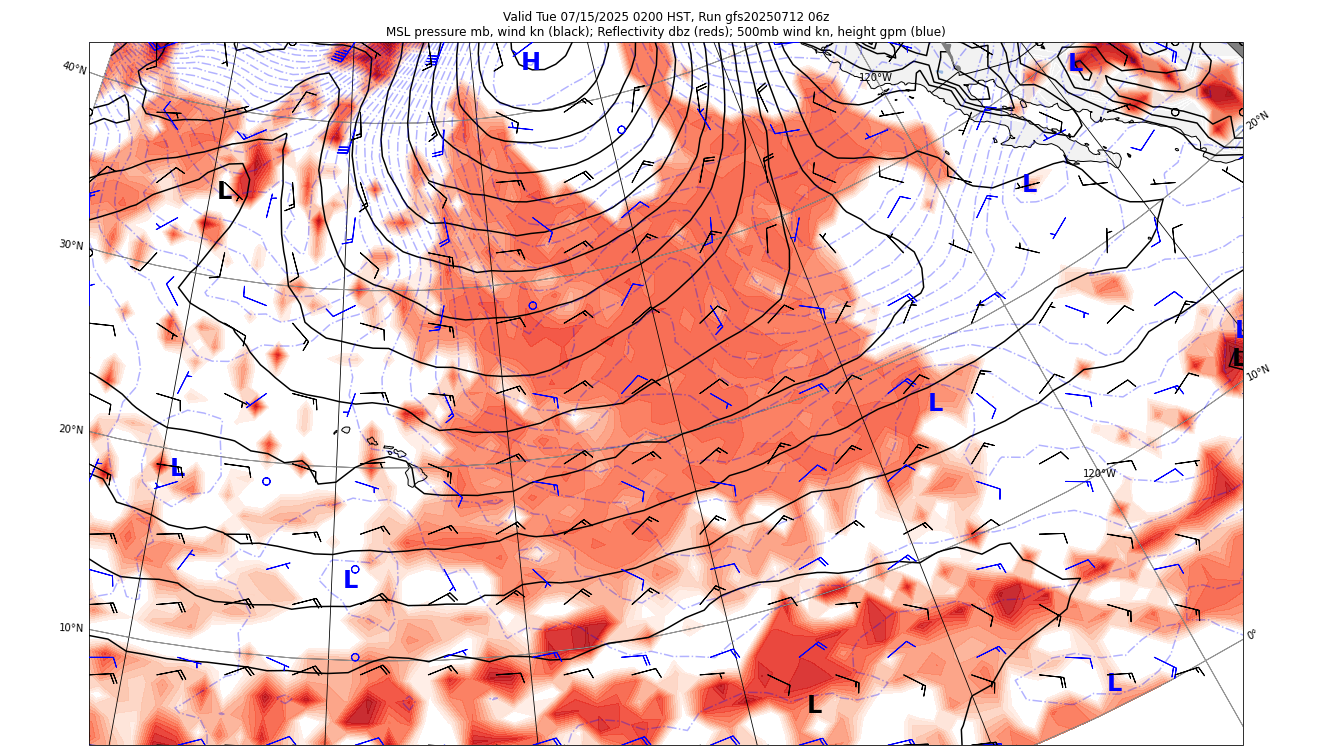 Valid Tue 07/15/2025 0200 HST, Run gfs20250712 06z
MSL pressure mb, wind kn (black); Reflectivity dbz (reds); 500mb wind kn, height gpm (blue)
H
L
40°N
120°W
20°N
L
L
30°N
L
L
10°N
L
20°N
L
120°W
L
10°N
0°
L
L